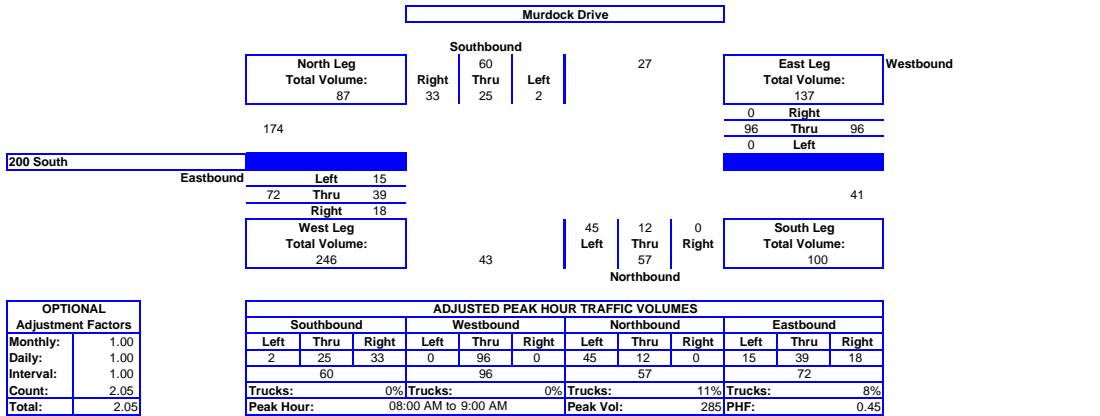 Murdock Drive
Southbound
North Leg 60 27 East Leg Westbound
Total Volume: Right Thru Left Total Volume:
87 33 25 2 137
0 Right
174 96 Thru 96
0 Left
200 South
Eastbound Left 15
72 Thru 39 41
Right 18
West Leg 45 12 0 South Leg
Total Volume: Left Thru Right Total Volume:
246 43 57 100
Northbound
OPTIONAL ADJUSTED PEAK HOUR TRAFFIC VOLUMES
Adjustment Factors Southbound Westbound Northbound Eastbound
Monthly: 1.00 Left Thru Right Left Thru Right Left Thru Right Left Thru Right
Daily: 1.00 2 25 33 0 96 0 45 12 0 15 39 18
Interval: 1.00 60 96 57 72
Count: 2.05 Trucks: 0% Trucks: 0% Trucks: 11% Trucks: 8%
Total: 2.05 Peak Hour: 08:00 AM to 9:00 AM Peak Vol: 285 PHF: 0.45